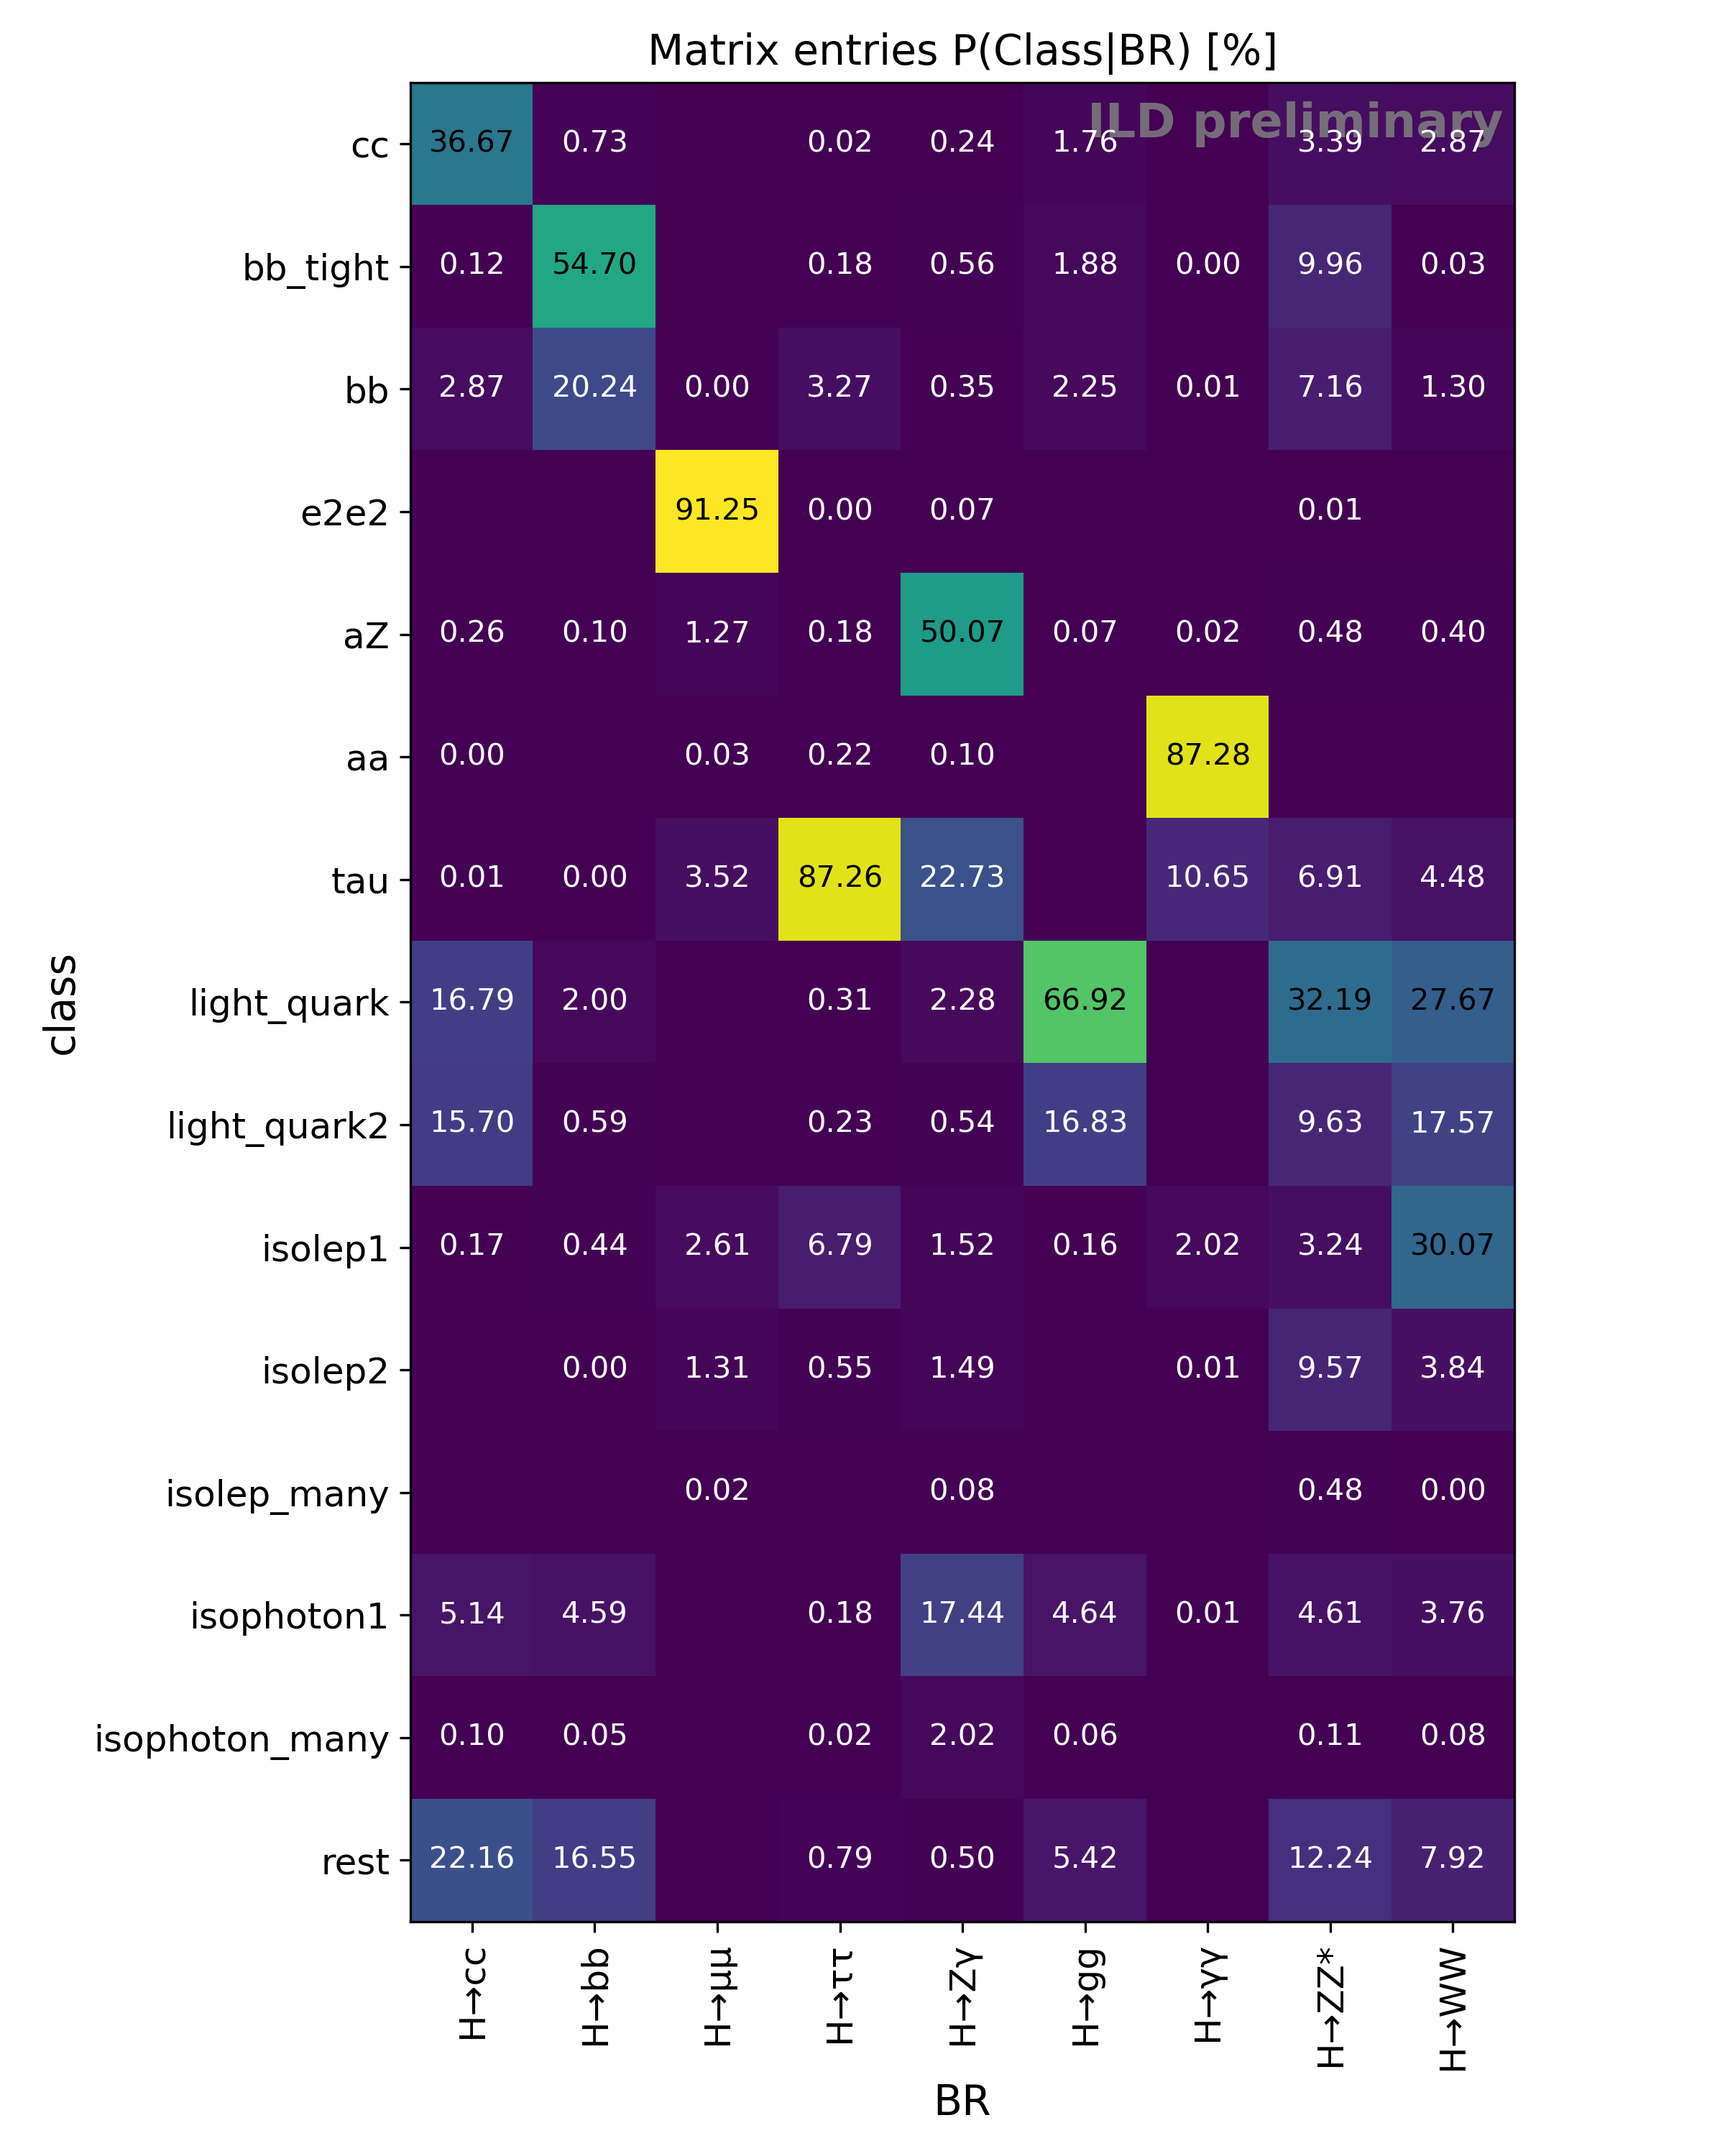 Matrix entries P(Class|BR) [%]
ILD preliminary
cc 36.67 0.73 0.02 0.24 1.76 3.39 2.87
bb_tight 0.12 54.70 0.18 0.56 1.88 0.00 9.96 0.03
bb 2.87 20.24 0.00 3.27 0.35 2.25 0.01 7.16 1.30
e2e2 91.25 0.00 0.07 0.01
aZ 0.26 0.10 1.27 0.18 50.07 0.07 0.02 0.48 0.40
aa 0.00 0.03 0.22 0.10 87.28
tau 0.01 0.00 3.52 87.26 22.73 10.65 6.91 4.48
light_quark 16.79 2.00 0.31 2.28 66.92 32.19 27.67
light_quark2 15.70 0.59 0.23 0.54 16.83 9.63 17.57
isolep1 0.17 0.44 2.61 6.79 1.52 0.16 2.02 3.24 30.07
isolep2 0.00 1.31 0.55 1.49 0.01 9.57 3.84
isolep_many 0.02 0.08 0.48 0.00
isophoton1 5.14 4.59 0.18 17.44 4.64 0.01 4.61 3.76
isophoton_many 0.10 0.05 0.02 2.02 0.06 0.11 0.08
rest 22.16 16.55 0.79 0.50 5.42 12.24 7.92
class
H→cc H→bb H→μμ H→ττ H→Zγ H→gg H→γγ H→ZZ* H→WW
BR